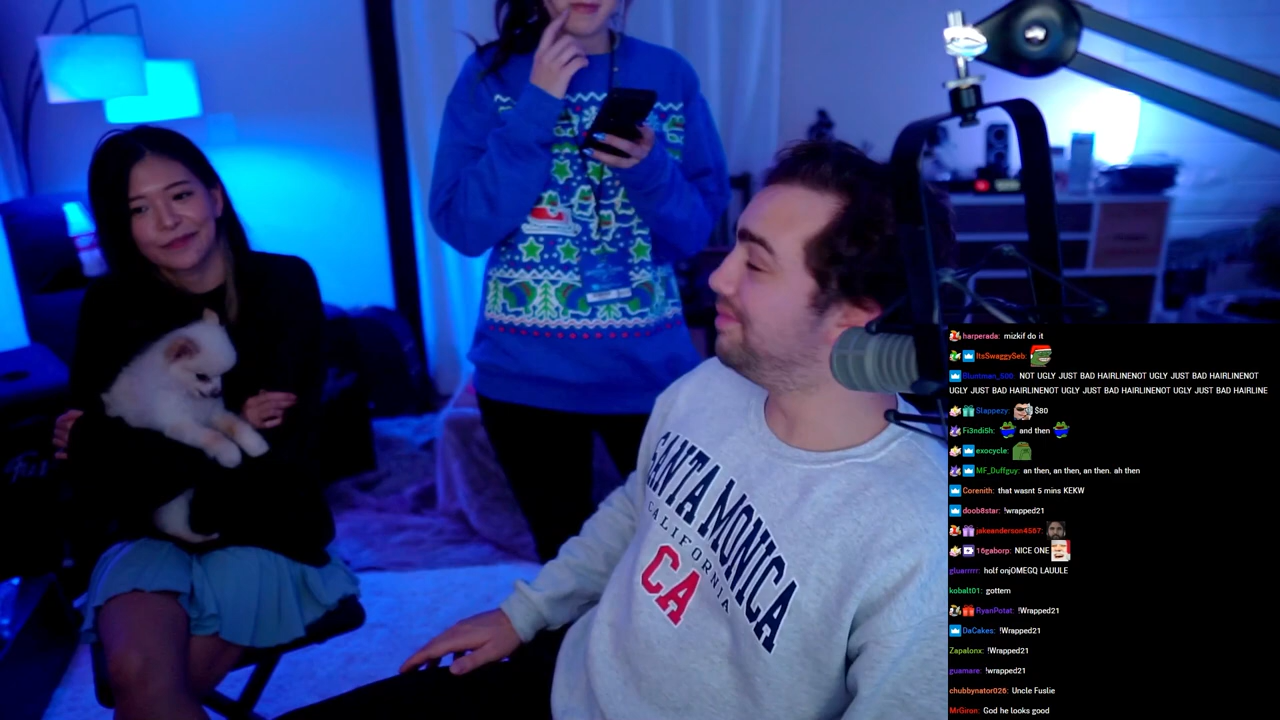 SANTA MONICA
CALIFORNIA
CA
harperada: mizkif do it
ItsSwaggySeb:
Bluntman_500: NOT UGLY JUST BAD HAIRLINENOT UGLY JUST BAD HAIRLINENOT
UGLY JUST BAD HAIRLINENOT UGLY JUST BAD HAIRLINENOT UGLY JUST BAD HAIRLINE
Slappezy: $80
Fi3ndi5h: and then
exocycle:
MF_Duffguy: an then, an then, an then. ah then
Corenith: that wasnt 5 mins KEKW
doob8star: !wrapped21
jakeanderson4587:
16gaborp: NICE ONE
gluarrrrr: holf onjOMEGQ LAUULE
kobalt01: gottem
RyanPotat: !Wrapped21
DaCakes: !Wrapped21
Zapalonx: !Wrapped21
guamare: !wrapped21
chubbynator026: Uncle Fuslie
MrGiron: God he looks good